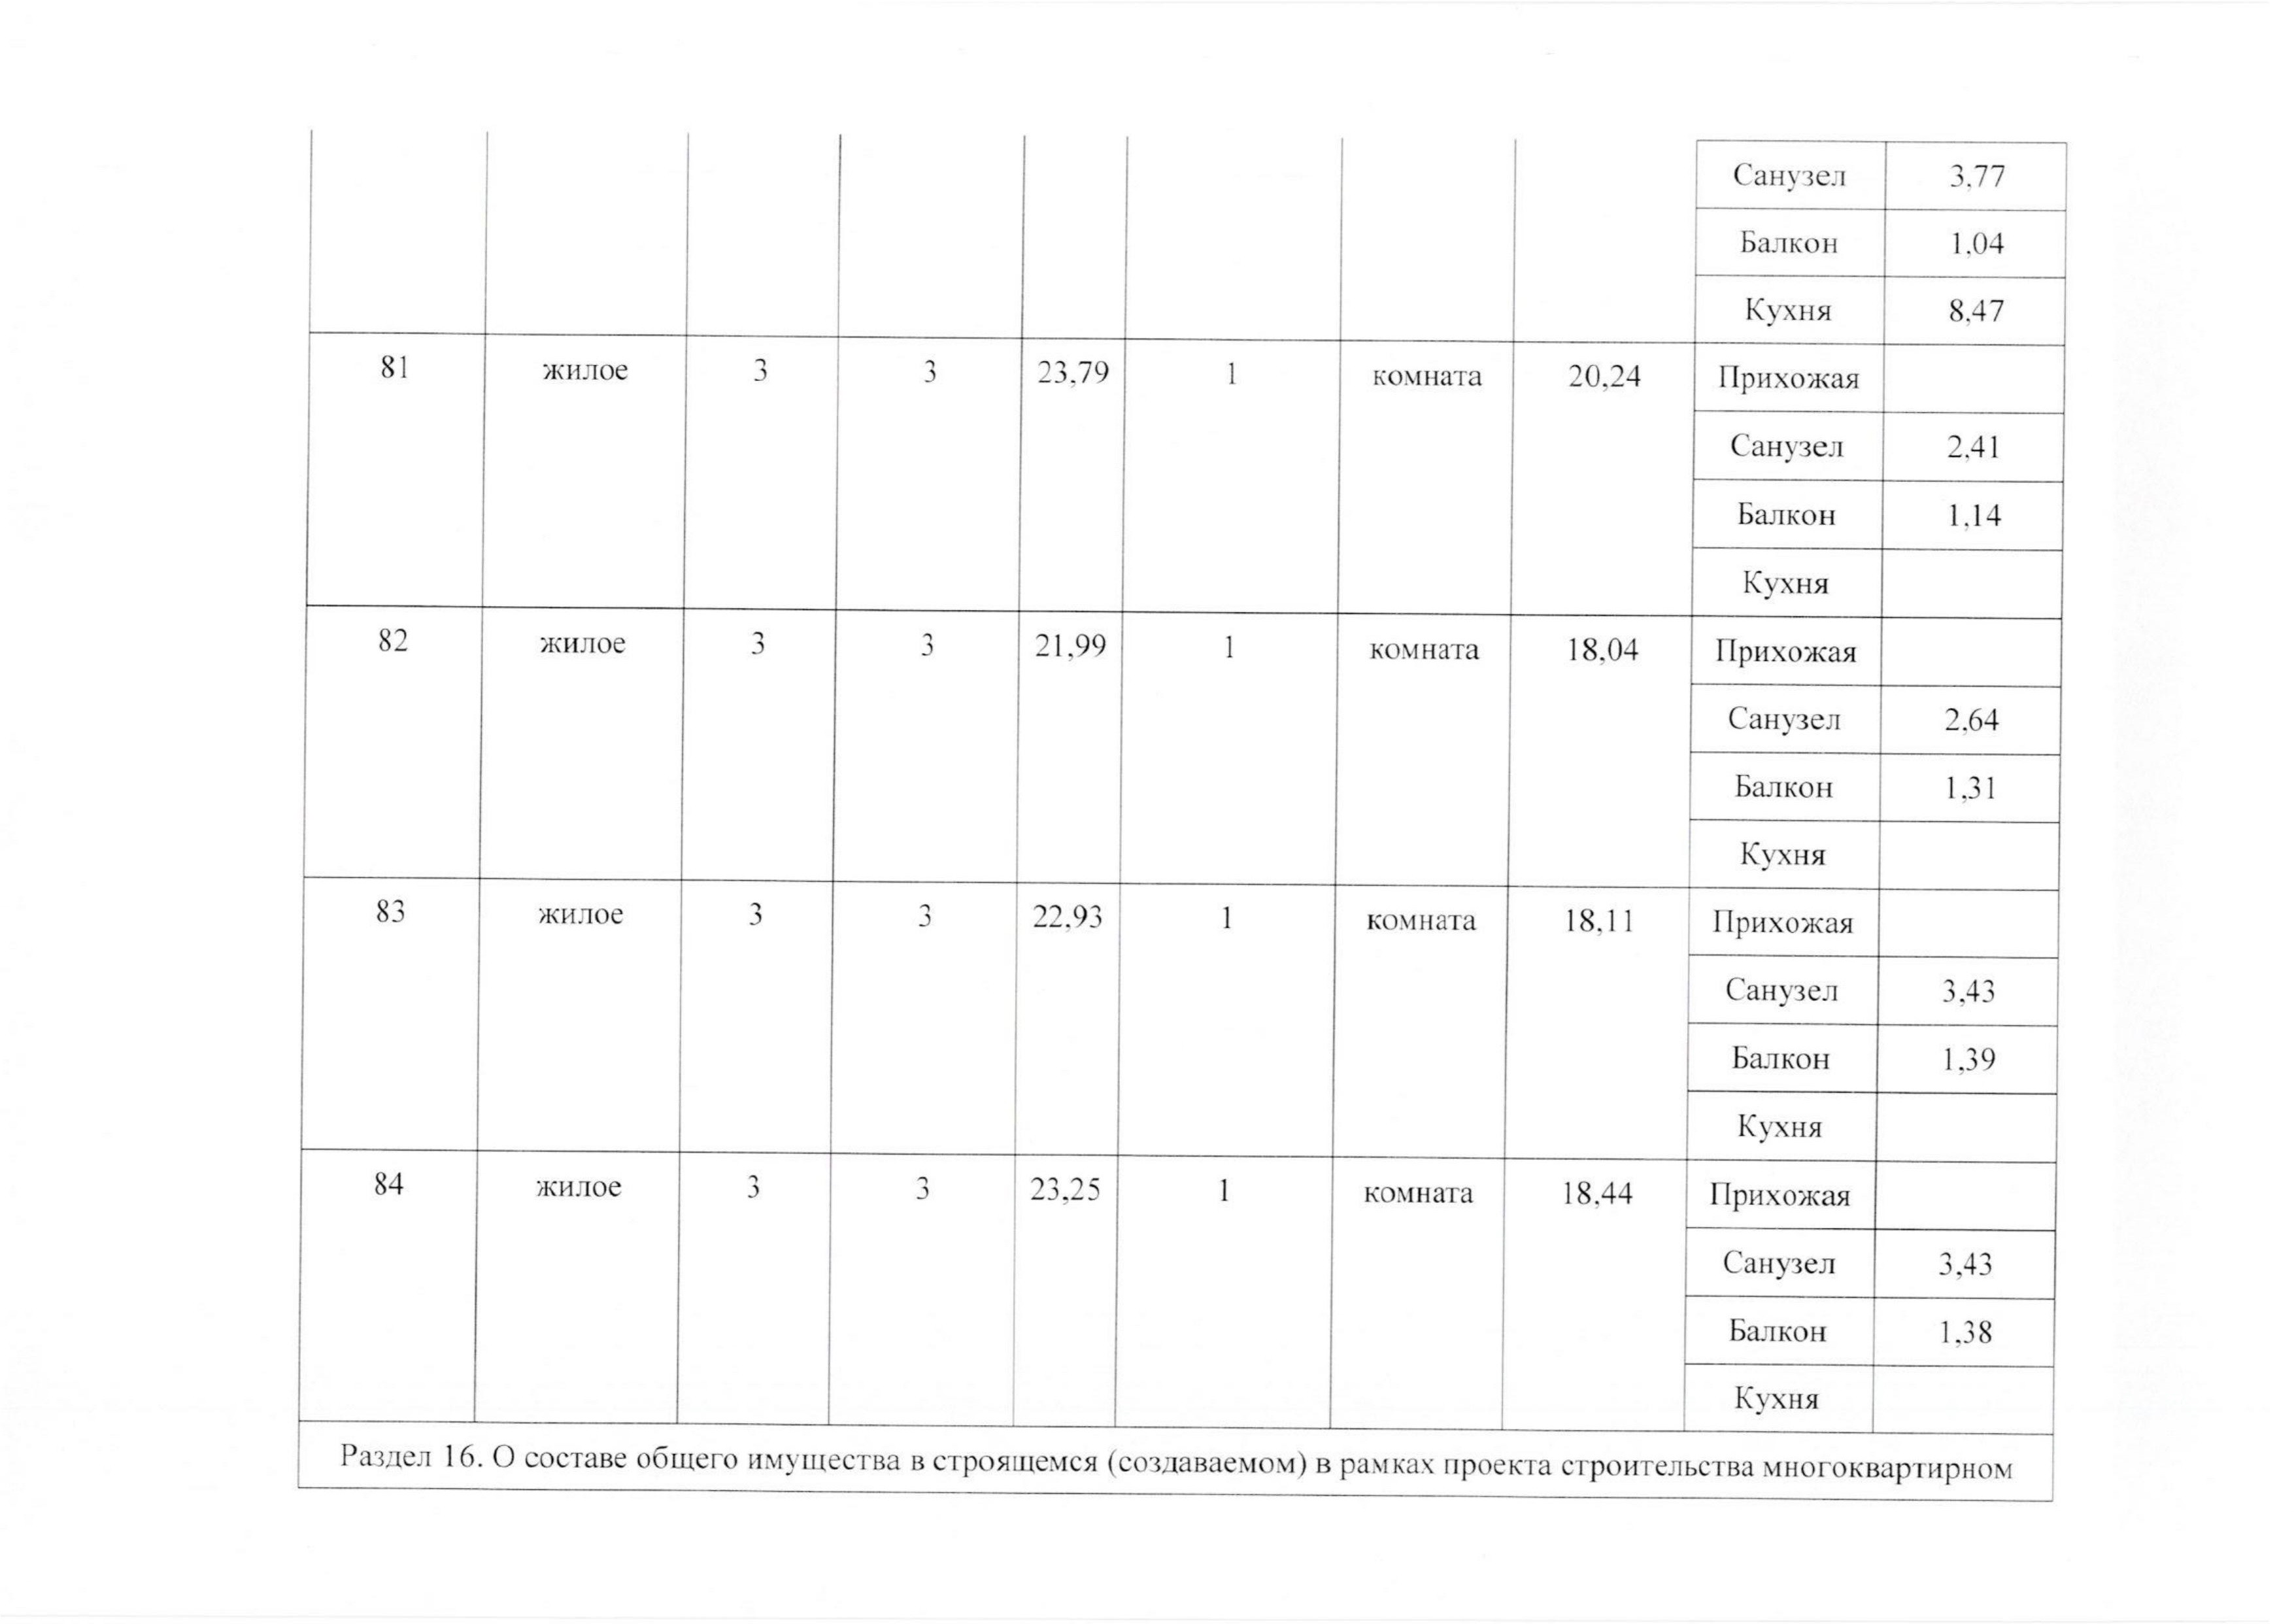 Санузел 3,77
Балкон 1,04
Кухня 8,47
81 жилое 3 3 23,79 1 комната 20,24 Прихожая
Санузел 2,41
Балкон 1,14
Кухня
82 жилое 3 3 21,99 1 комната 18,04 Прихожая
Санузел 2,64
Балкон 1,31
Кухня
83 жилое 3 3 22,93 1 комната 18,11 Прихожая
Санузел 3,43
Балкон 1,39
Кухня
84 жилое 3 3 23,25 1 комната 18,44 Прихожая
Санузел 3,43
Балкон 1,38
Кухня
Раздел 16. О составе общего имущества в строящемся (создаваемом) в рамках проекта строительства многоквартирном